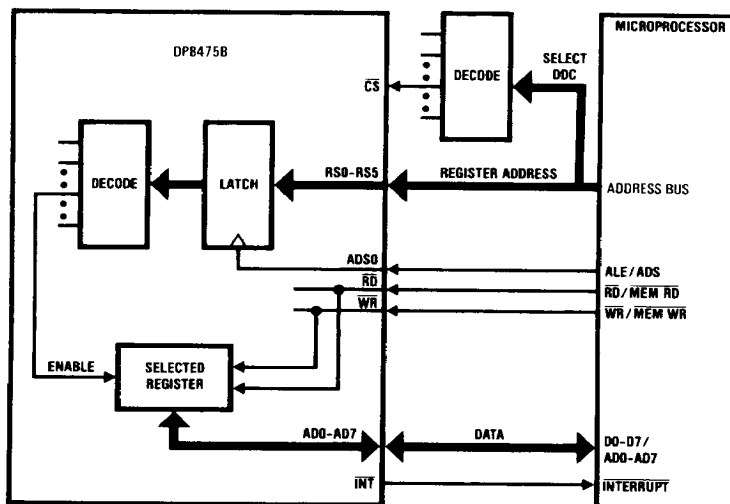 MICROPROCESSOR
DP8475B
SELECT
DDC
DECODE
CS
DECODE
LATCH
RS0-RS5
REGISTER ADDRESS
ADDRESS BUS
ADS0
ALE/ADS
RD
RD/MEM RD
WR
WR/MEM WR
ENABLE
SELECTED
REGISTER
AD0-AD7
DATA
D0-D7/
AD0-AD7
INT
INTERRUPT